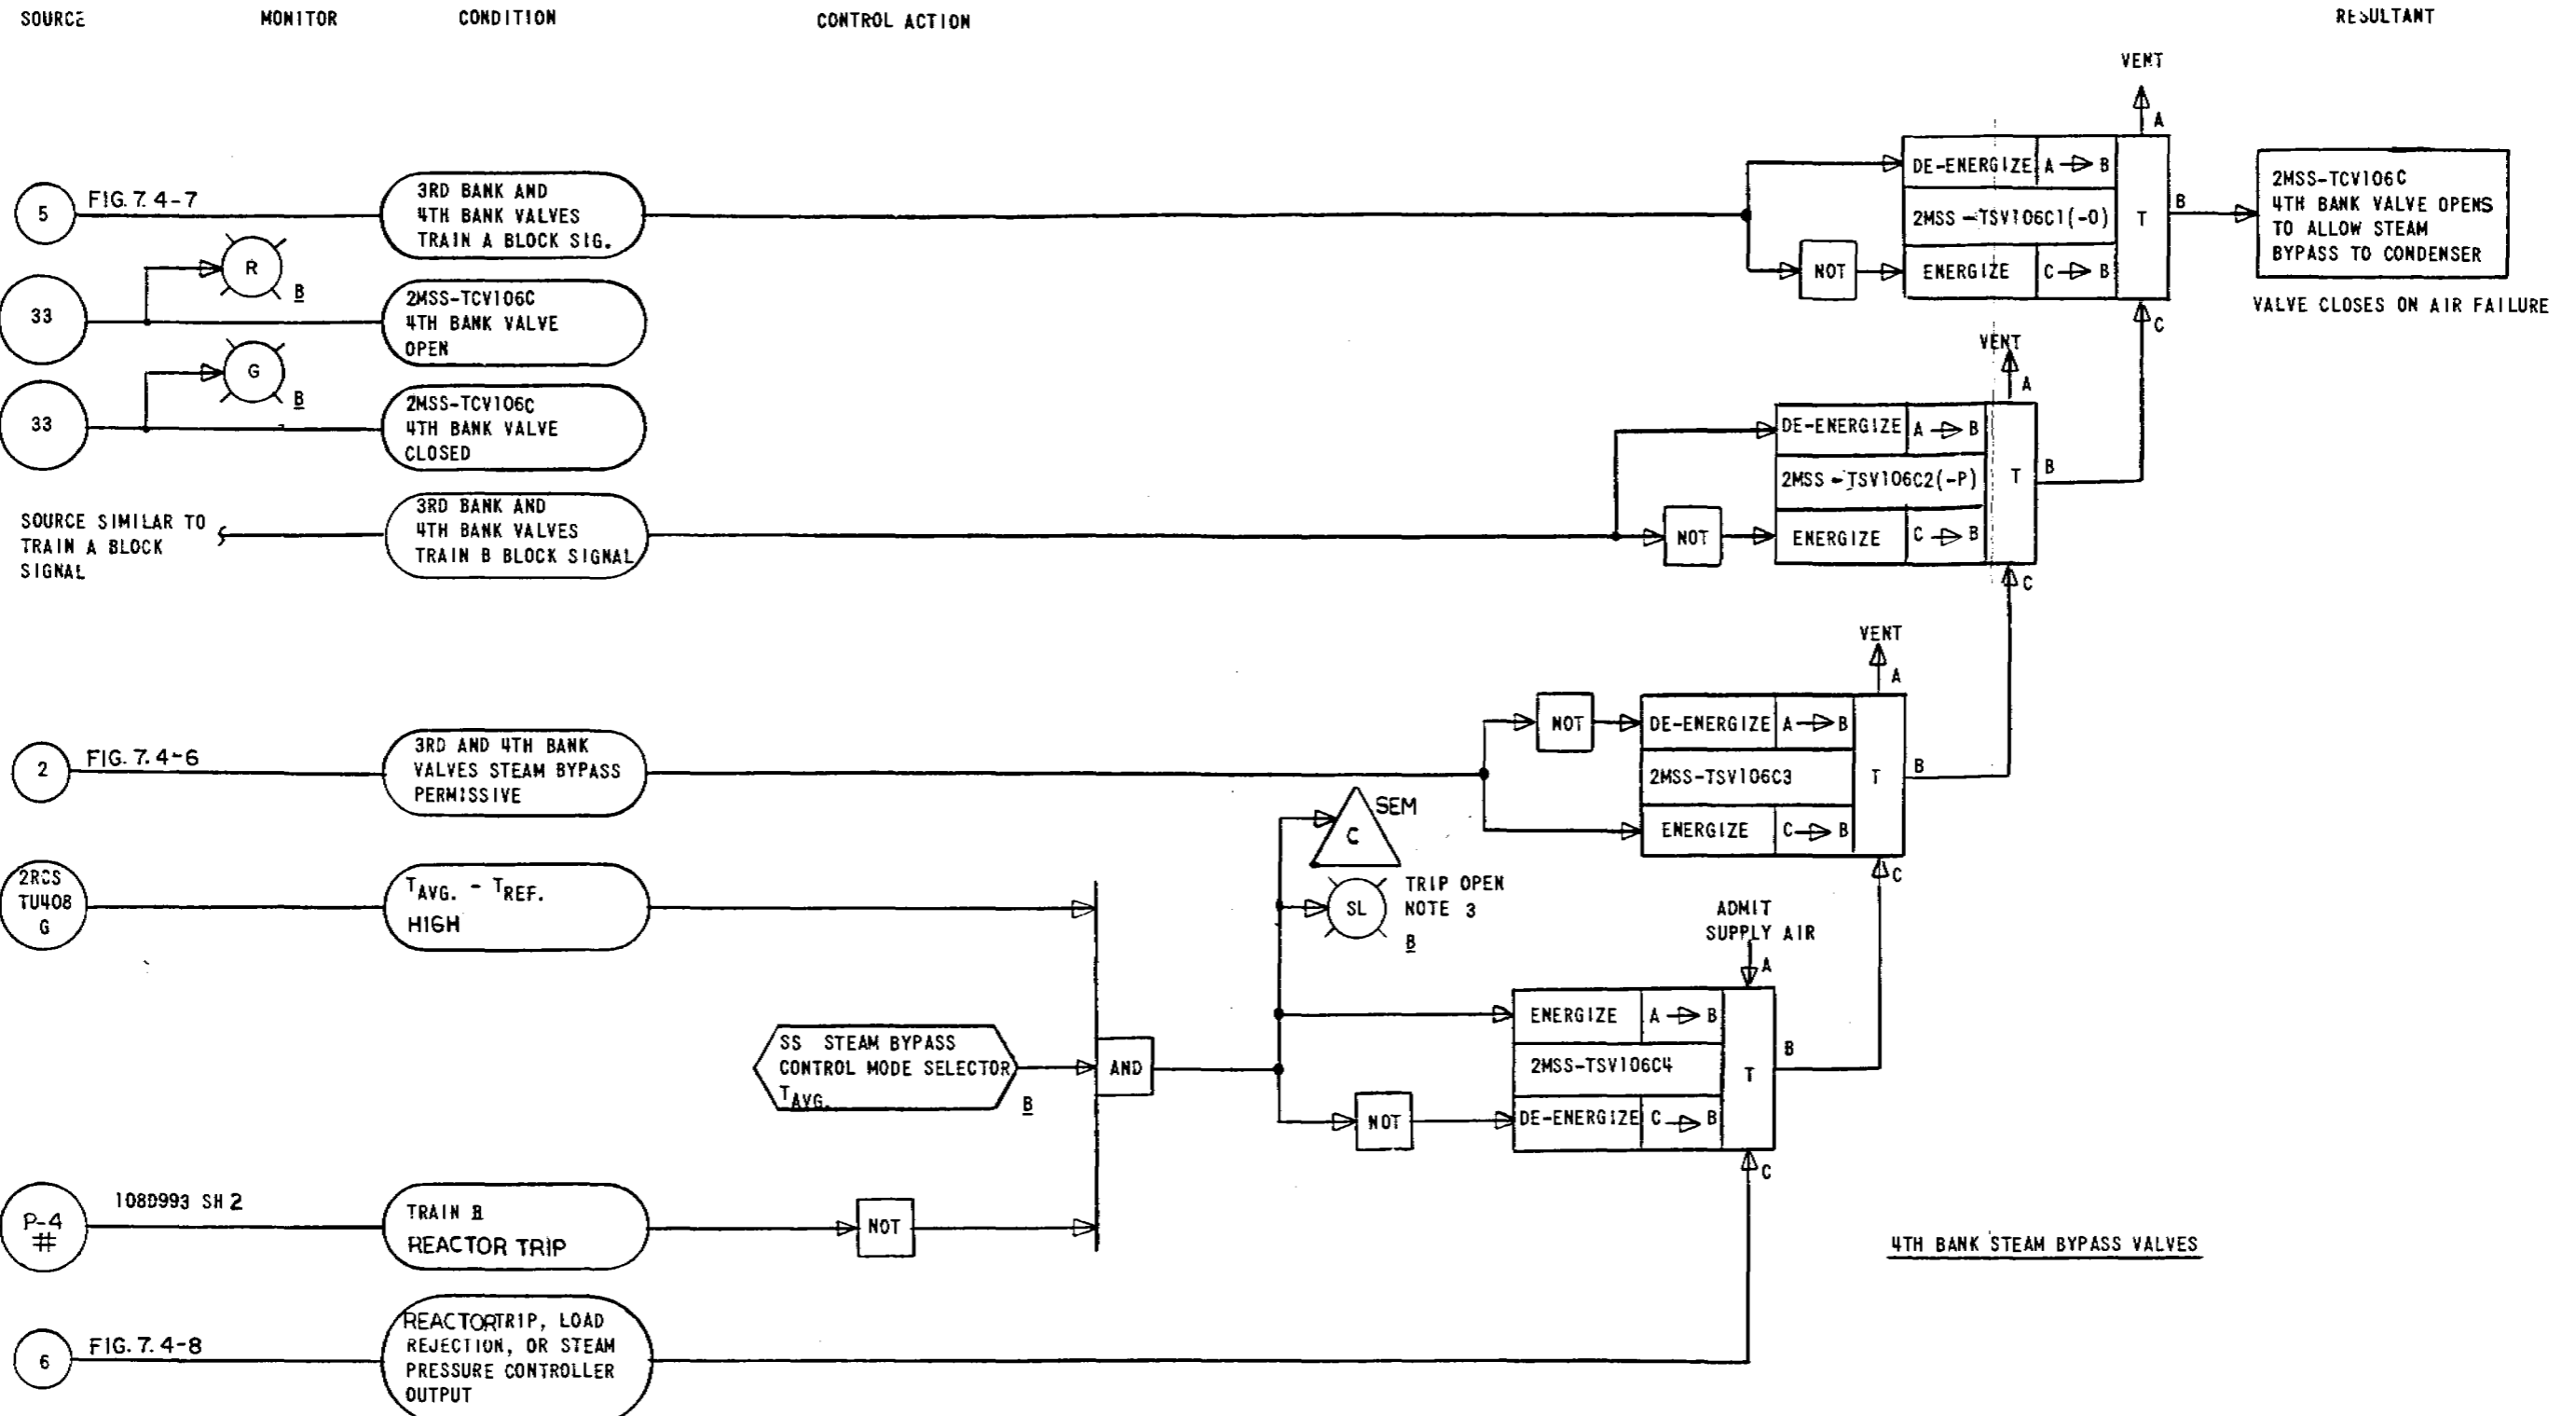 SOURCE MONITOR CONDITION CONTROL ACTION RESULTANT
VENT
A
5
FIG. 7.4-7
3RD BANK AND
4TH BANK VALVES
TRAIN A BLOCK SIG.
NOT
DE-ENERGIZE A B
2MSS-TSV106C1(-O)
ENERGIZE C B
T
B
C
2MSS-TCV106C
4TH BANK VALVE OPENS
TO ALLOW STEAM
BYPASS TO CONDENSER
VALVE CLOSES ON AIR FAILURE
33
R
B
2MSS-TCV106C
4TH BANK VALVE
OPEN
33
G
B
2MSS-TCV106C
4TH BANK VALVE
CLOSED
VENT
A
SOURCE SIMILAR TO
TRAIN A BLOCK
SIGNAL
3RD BANK AND
4TH BANK VALVES
TRAIN B BLOCK SIGNAL
NOT
DE-ENERGIZE A B
2MSS-TSV106C2(-P)
ENERGIZE C B
T
B
C
VENT
A
2
FIG. 7.4-6
3RD AND 4TH BANK
VALVES STEAM BYPASS
PERMISSIVE
NOT
DE-ENERGIZE A B
2MSS-TSV106C3
ENERGIZE C B
T
B
C
C
SEM
SL
TRIP OPEN
NOTE 3
B
2RCS
TU408
G
TAVG. - TREF.
HIGH
ADMIT
SUPPLY AIR
A
SS STEAM BYPASS
CONTROL MODE SELECTOR
TAVG.
B
AND
NOT
ENERGIZE A B
2MSS-TSV106C4
DE-ENERGIZE C B
T
B
C
P-4
#
108D993 SH 2
TRAIN B
REACTOR TRIP
NOT
4TH BANK STEAM BYPASS VALVES
6
FIG. 7.4-8
REACTOR TRIP, LOAD
REJECTION, OR STEAM
PRESSURE CONTROLLER
OUTPUT